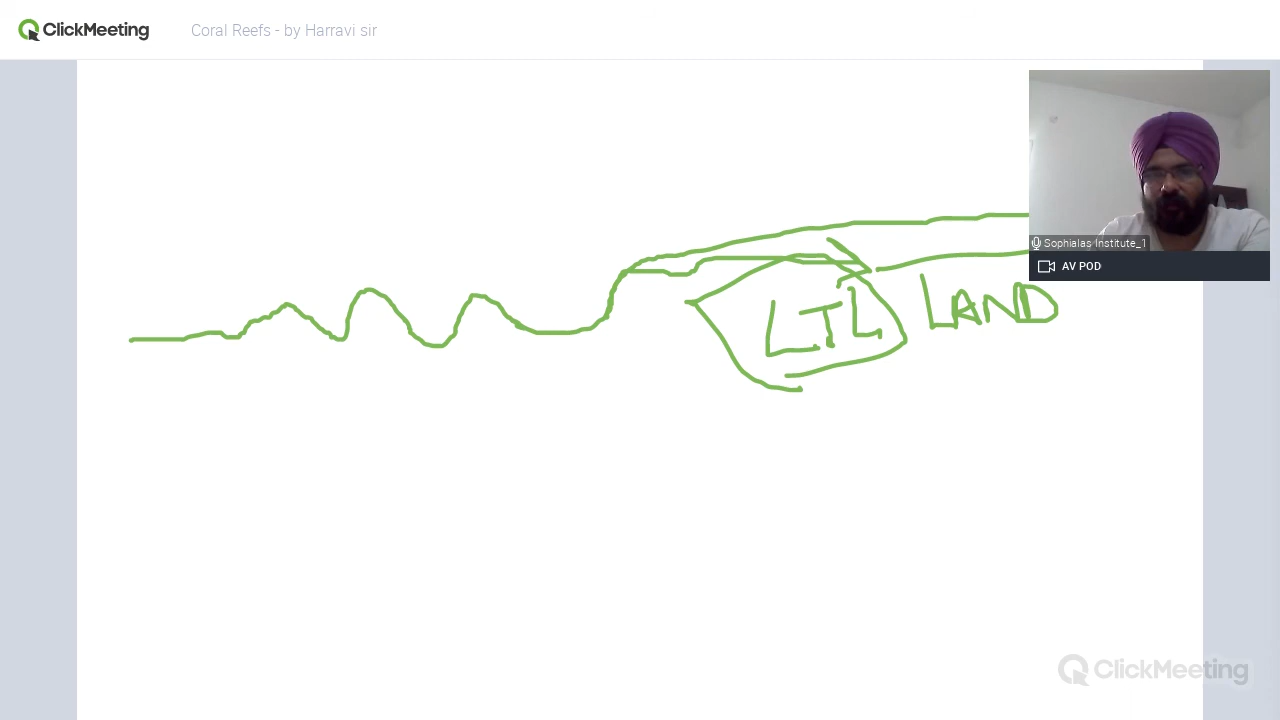 ClickMeeting
Coral Reefs - by Harravi sir
Sophialas Institute_1
AV POD
LTL LAND
ClickMeeting